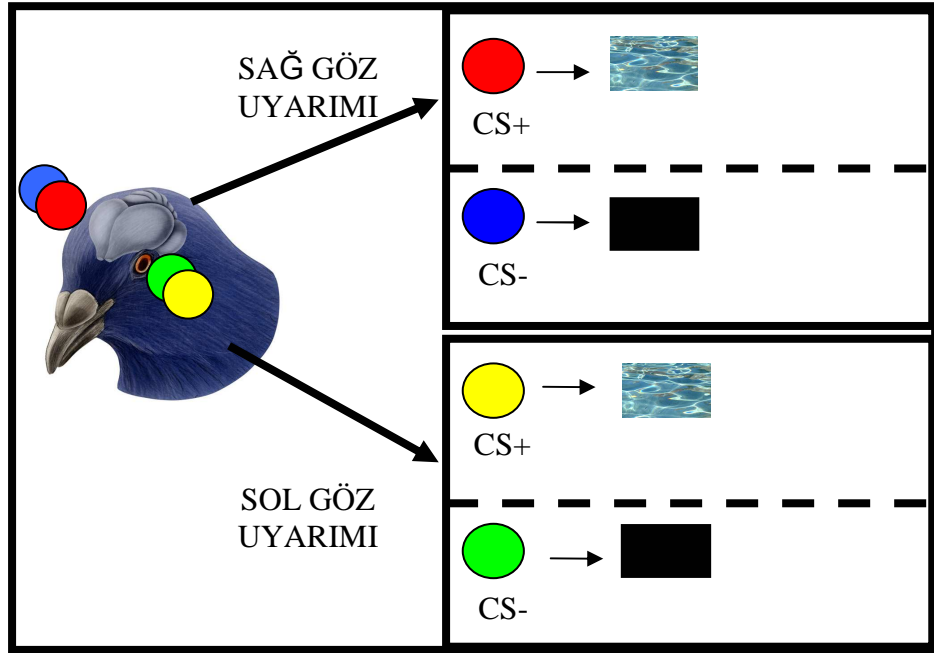 SAĞ GÖZ
UYARIMI
CS+
CS-
SOL GÖZ
UYARIMI
CS+
CS-